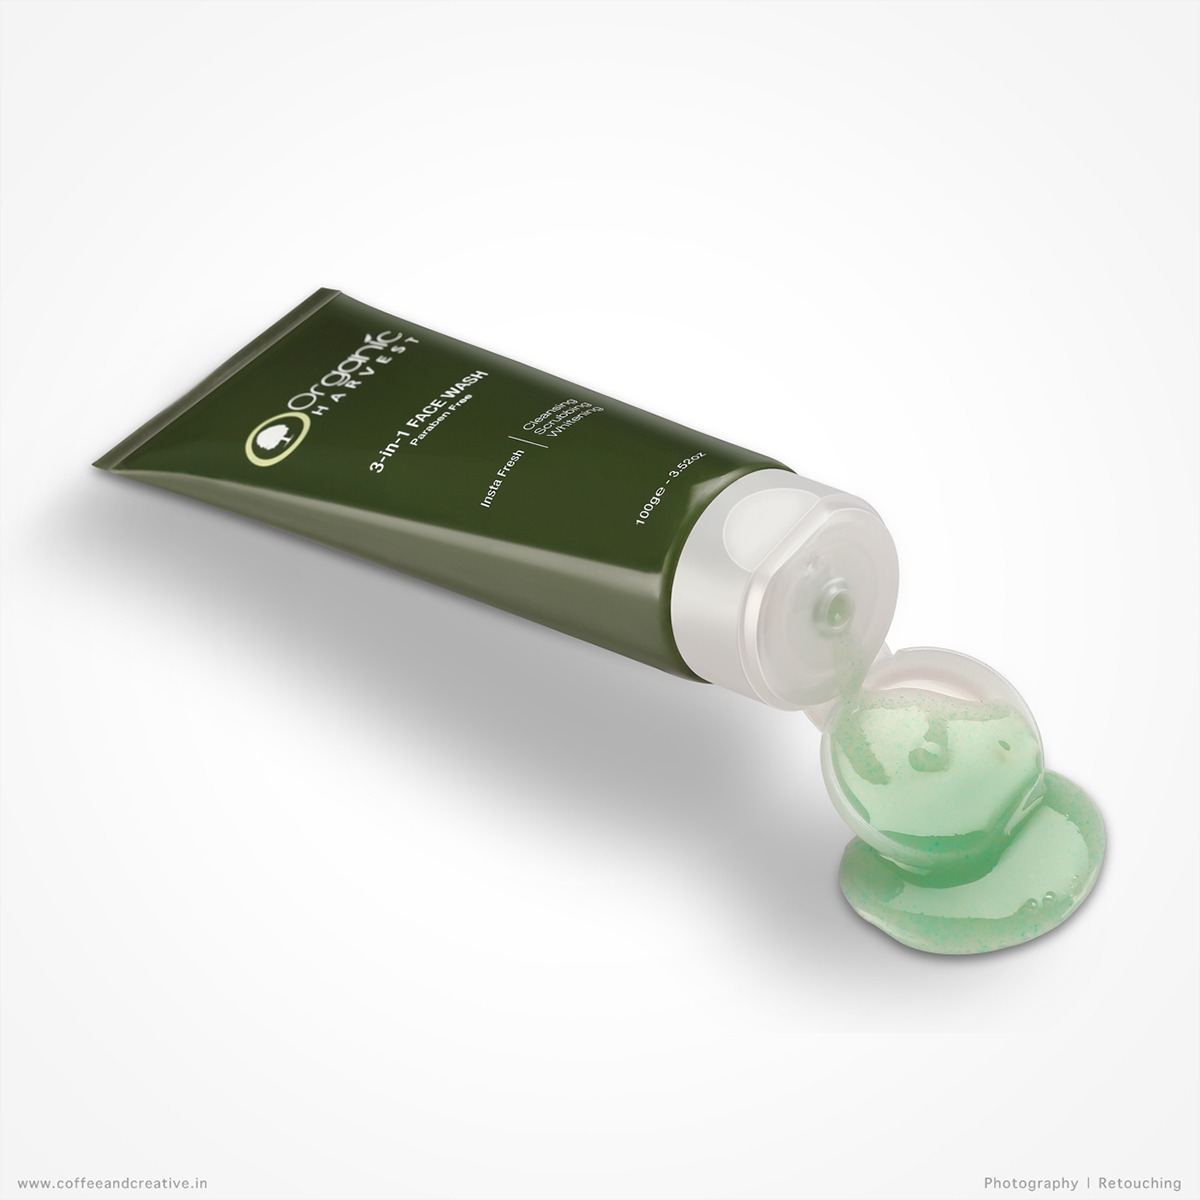 Organic
HARVEST
3-in-1 FACE WASH
Paraben Free
Insta Fresh
Cleansing
Scrubbing
Whitening
100g e - 3.52oz
www.coffeeandcreative.in
Photography | Retouching